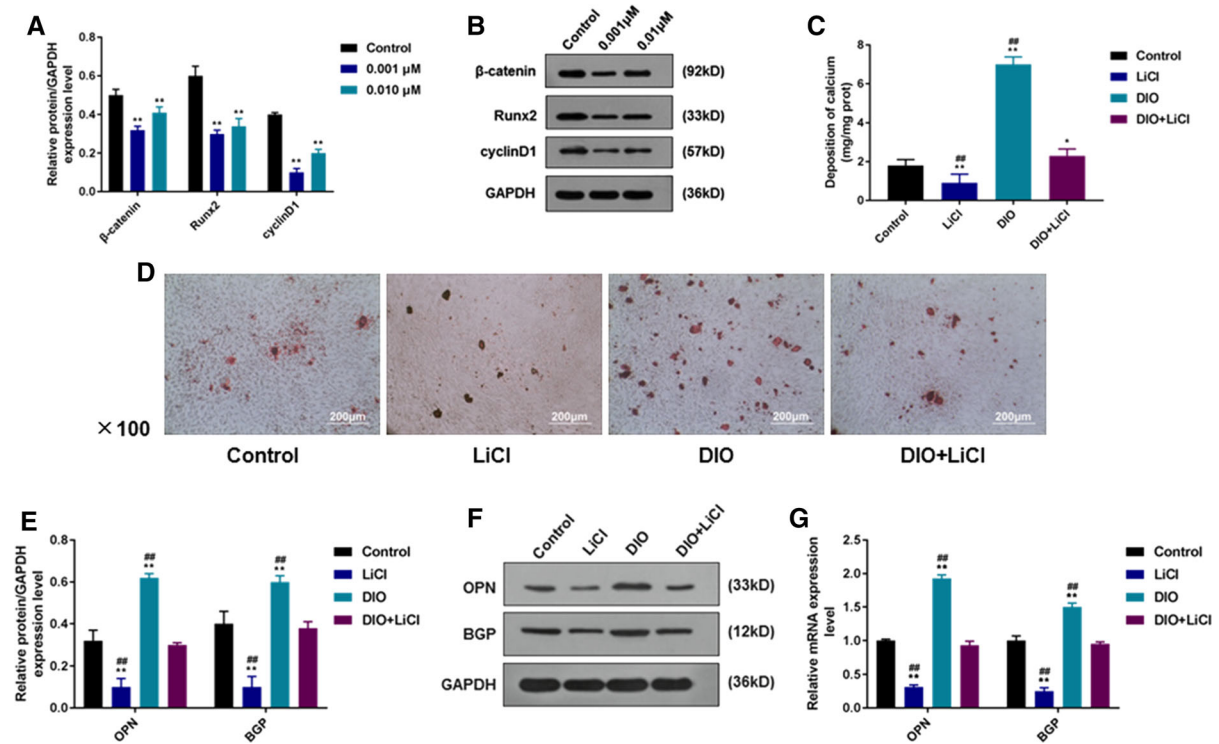 A
Relative protein/GAPDH
expression level
0.8
0.6
0.4
0.2
0.0
β-catenin
Runx2
cyclinD1
**
**
**
**
**
**
Control
0.001 μM
0.010 μM
B
Control
0.001μM
0.01μM
β-catenin
(92kD)
Runx2
(33kD)
cyclinD1
(57kD)
GAPDH
(36kD)
C
Deposition of calcium
(mg/mg prot)
8
6
4
2
0
##
**
##
**
*
Control
LiCl
DIO
DIO+LiCl
Control
LiCl
DIO
DIO+LiCl
D
×100
200μm
200μm
200μm
200μm
Control
LiCl
DIO
DIO+LiCl
E
Relative protein/GAPDH
expression level
0.8
0.6
0.4
0.2
0.0
##
**
##
**
##
**
##
**
OPN
BGP
Control
LiCl
DIO
DIO+LiCl
F
Control
LiCl
DIO
DIO+LiCl
OPN
(33kD)
BGP
(12kD)
GAPDH
(36kD)
G
Relative mRNA expression
level
2.5
2.0
1.5
1.0
0.5
0.0
##
**
##
**
##
**
##
**
OPN
BGP
Control
LiCl
DIO
DIO+LiCl